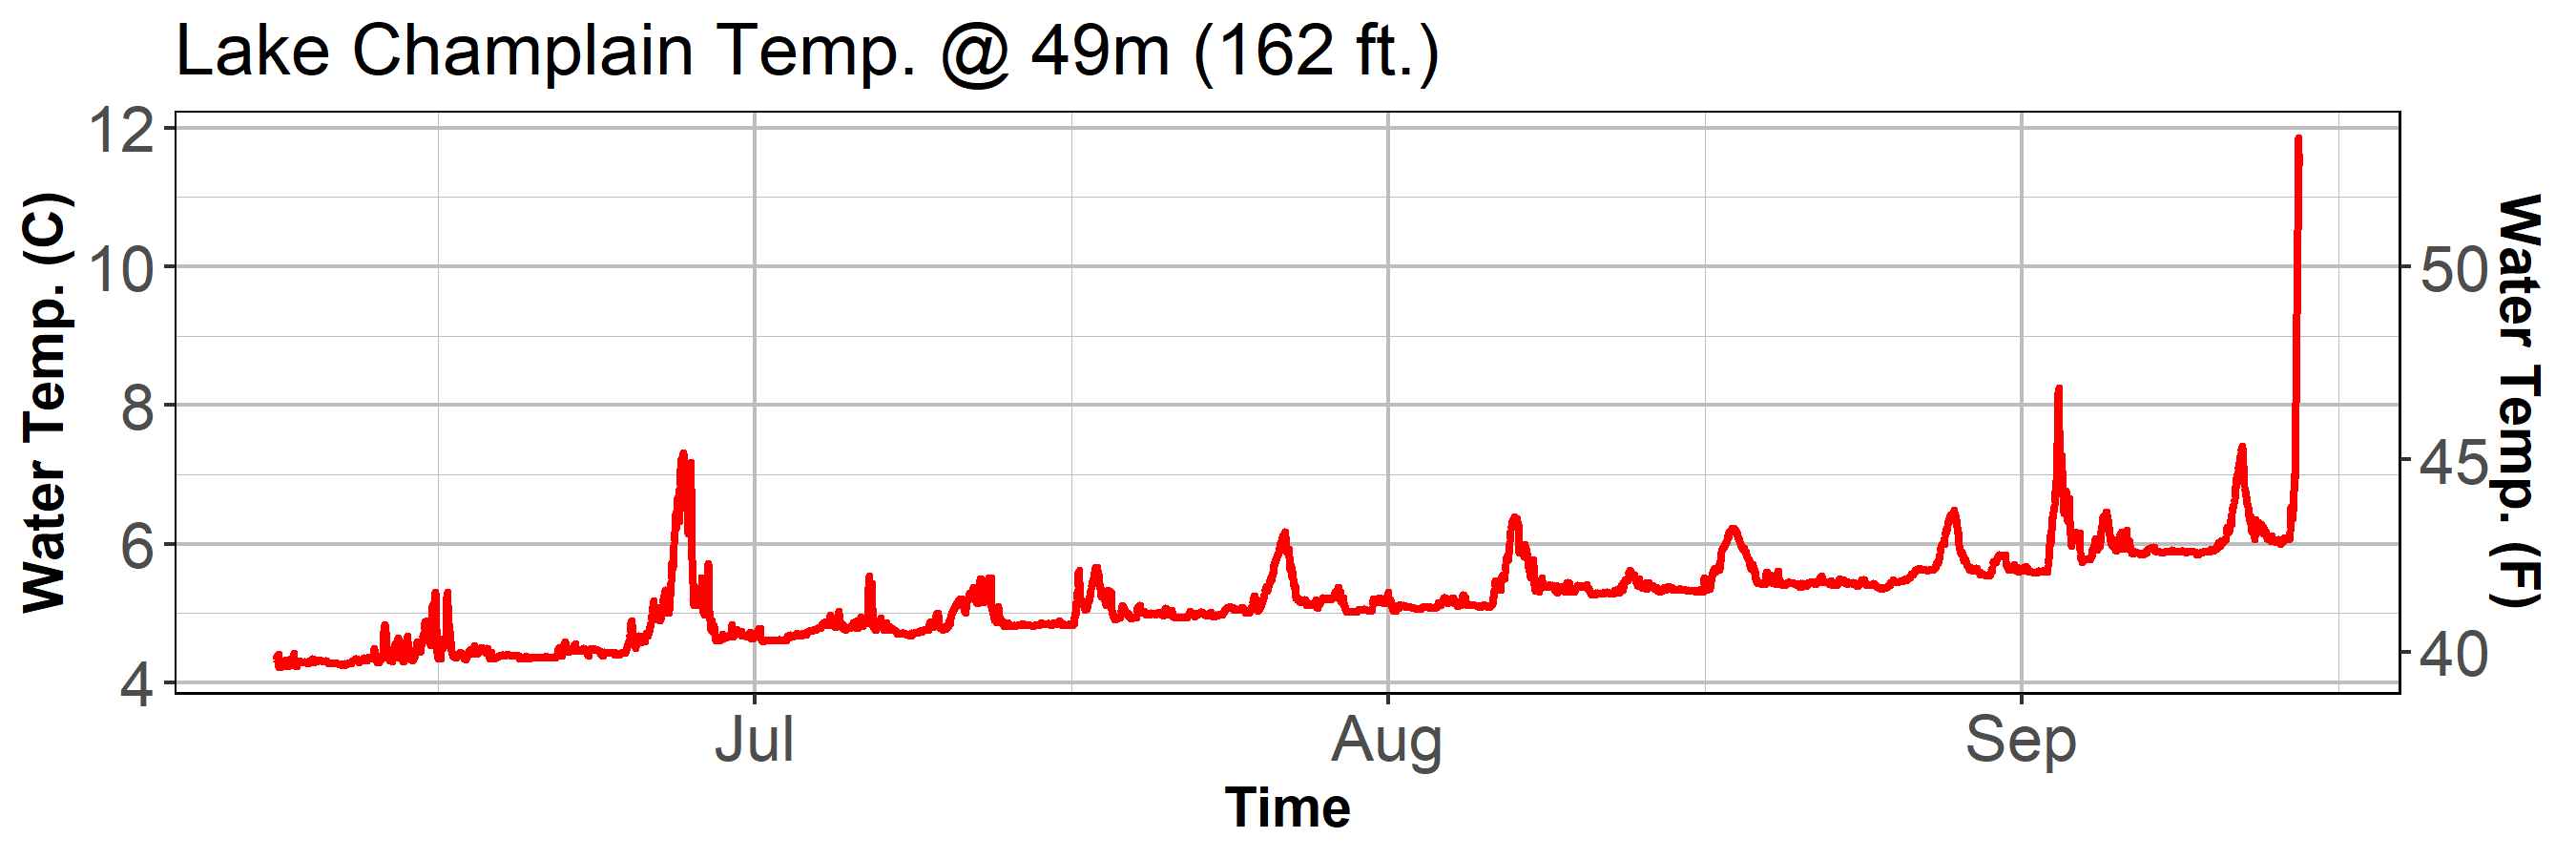 Lake Champlain Temp. @ 49m (162 ft.)
Water Temp. (C)
12
10
8
6
4
50
45
40
Water Temp. (F)
Jul
Aug
Sep
Time